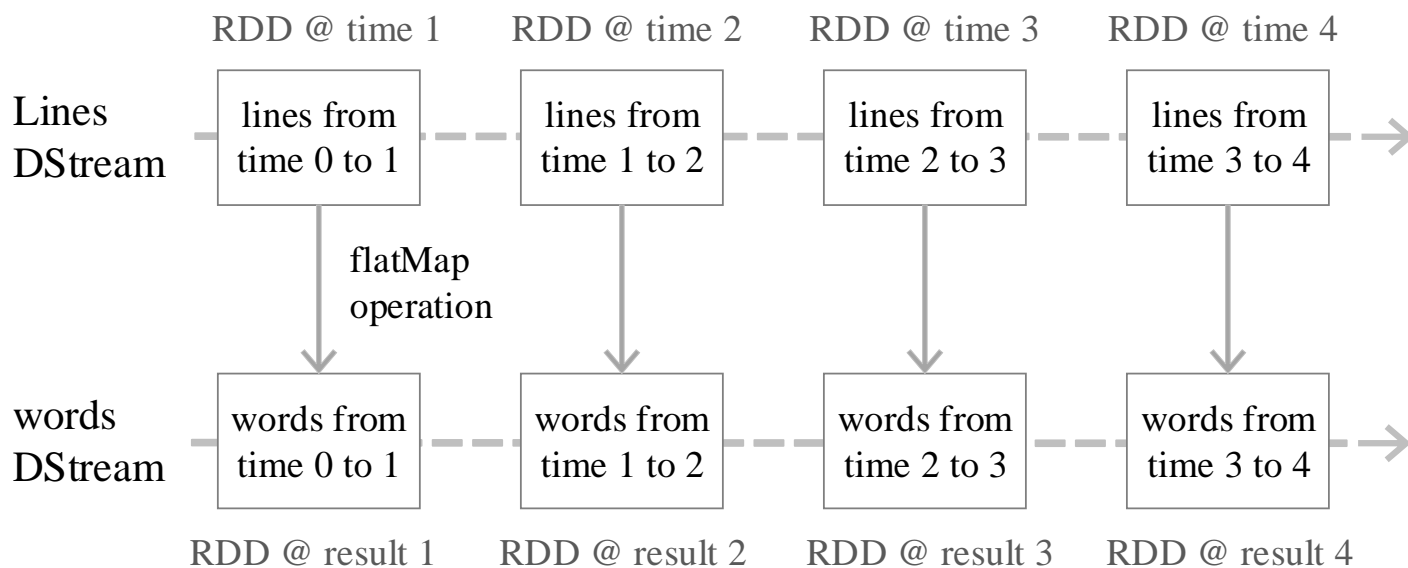 RDD @ time 1
RDD @ time 2
RDD @ time 3
RDD @ time 4
Lines
DStream
lines from
time 0 to 1
lines from
time 1 to 2
lines from
time 2 to 3
lines from
time 3 to 4
flatMap
operation
words
DStream
words from
time 0 to 1
words from
time 1 to 2
words from
time 2 to 3
words from
time 3 to 4
RDD @ result 1
RDD @ result 2
RDD @ result 3
RDD @ result 4